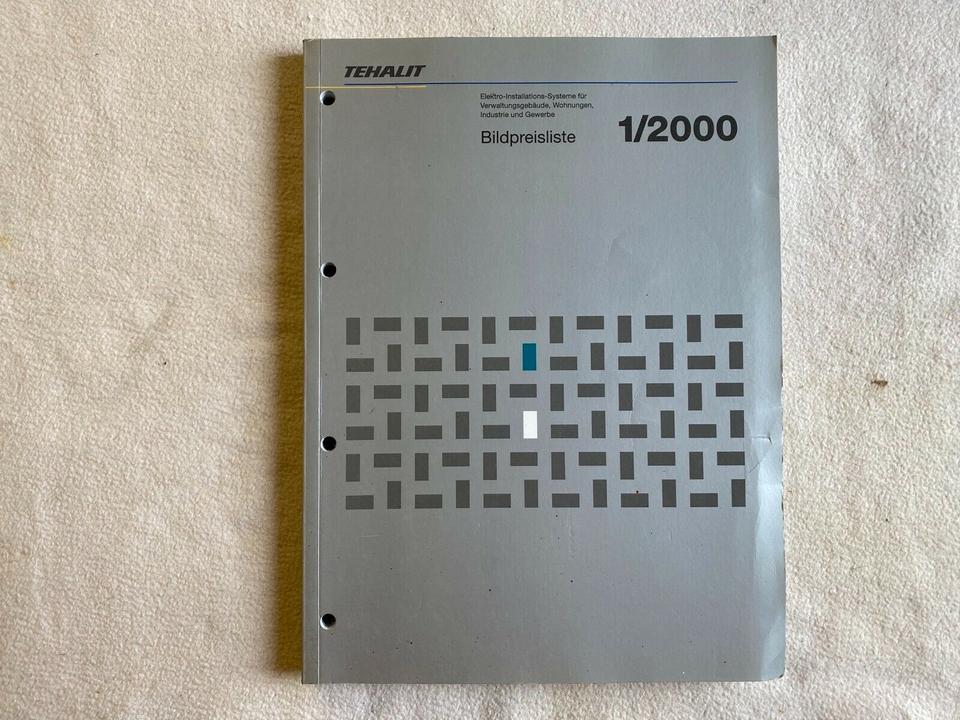 TEHALIT
Elektro-Installations-Systeme für
Verwaltungsgebäude, Wohnungen,
Industrie und Gewerbe
Bildpreisliste 1/2000